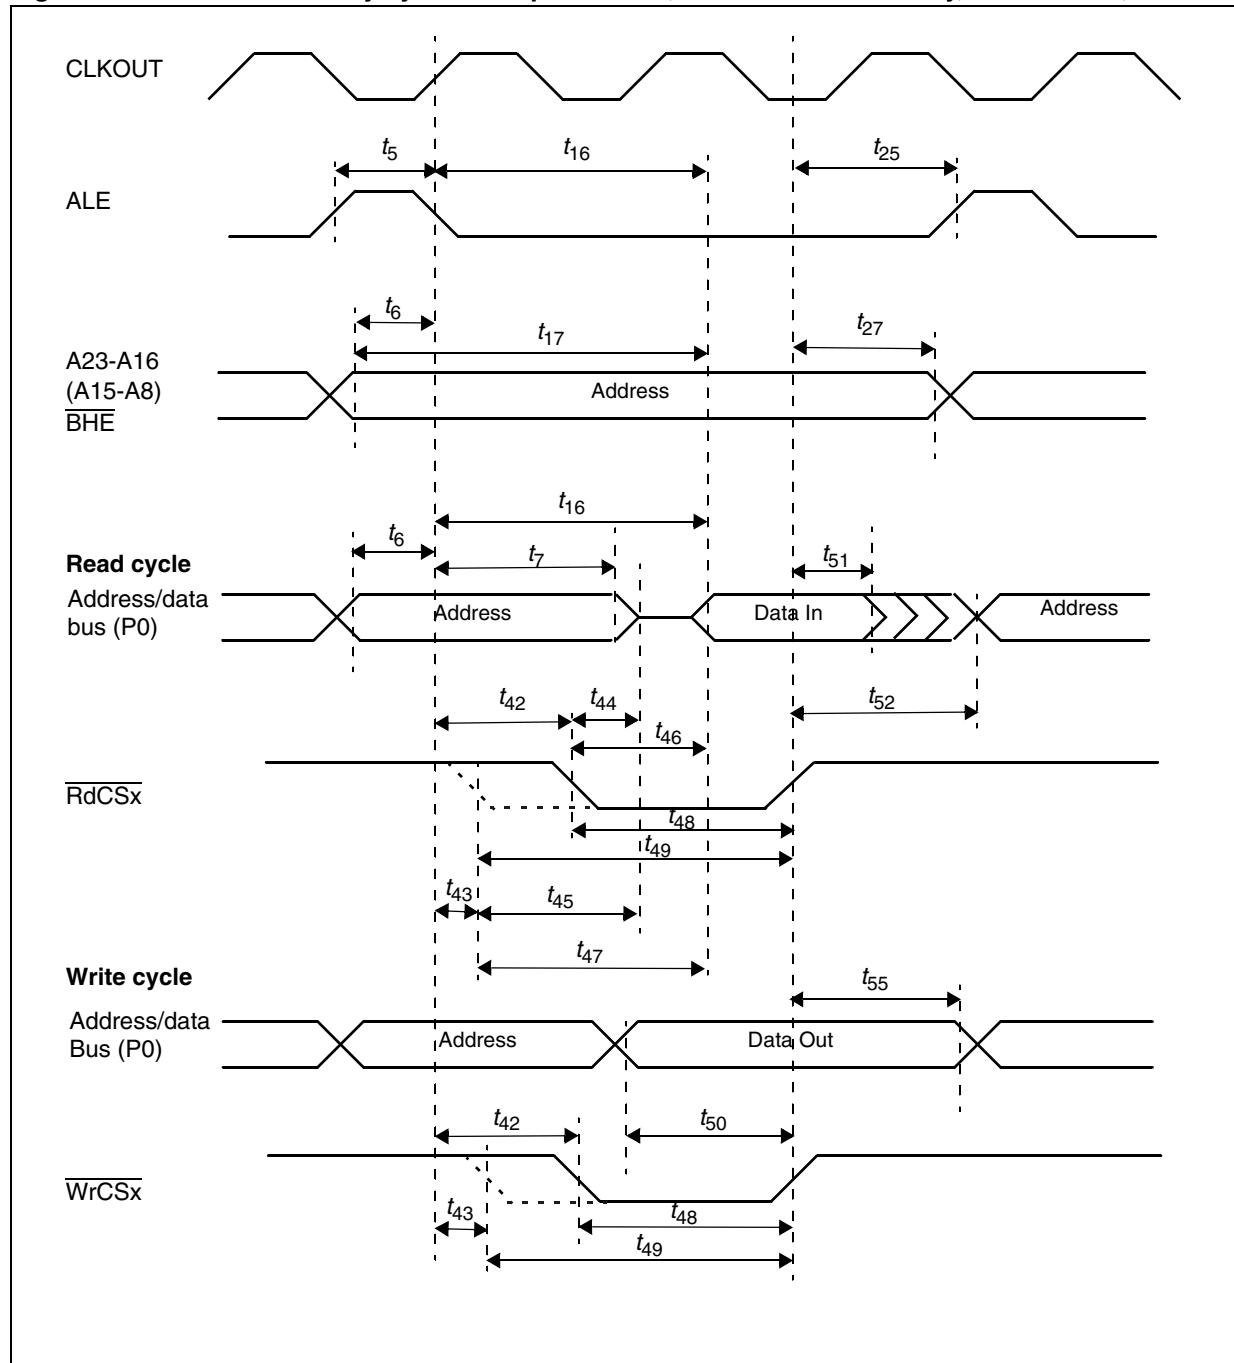 CLKOUT
t5
t16
t25
ALE
t6
t17
t27
A23-A16
(A15-A8)
BHE
Address
t16
t6
t7
t51
Read cycle
Address/data
bus (P0)
Address
Data In
Address
t42
t44
t52
t46
RdCSx
t48
t49
t43
t45
t47
Write cycle
t55
Address/data
Bus (P0)
Address
Data Out
t42
t50
WrCSx
t43
t48
t49